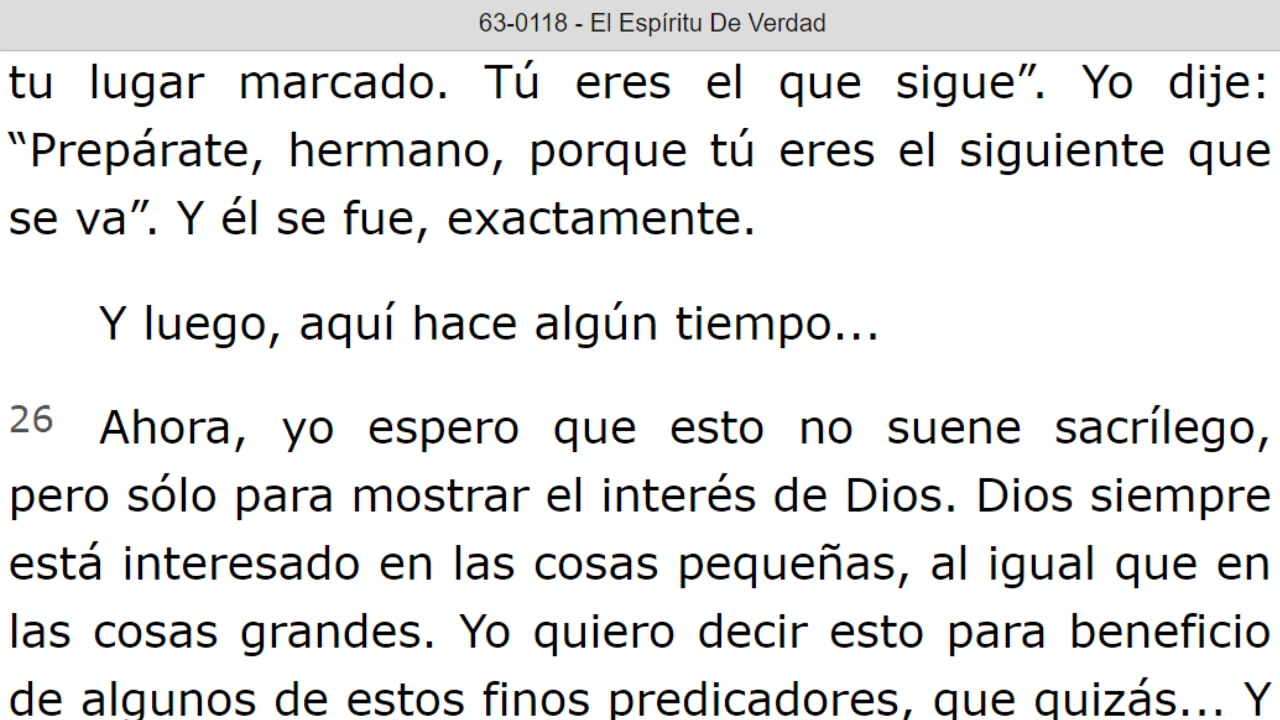 63-0118 - El Espíritu De Verdad
tu lugar marcado. Tú eres el que sigue”. Yo dije:
“Prepárate, hermano, porque tú eres el siguiente que
se va”. Y él se fue, exactamente.
Y luego, aquí hace algún tiempo...
26 Ahora, yo espero que esto no suene sacrílego,
pero sólo para mostrar el interés de Dios. Dios siempre
está interesado en las cosas pequeñas, al igual que en
las cosas grandes. Yo quiero decir esto para beneficio
de algunos de estos finos predicadores, que quizás... Y